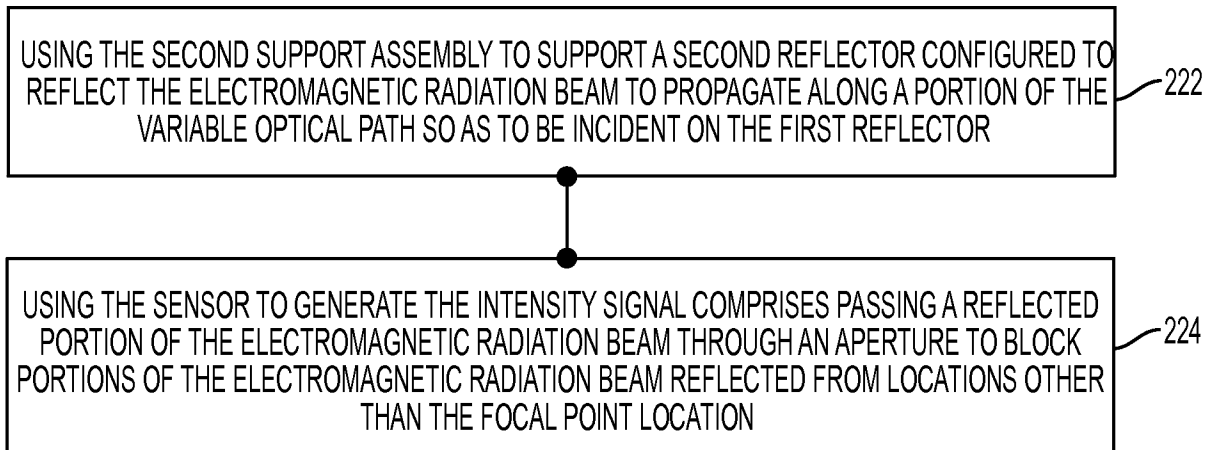 USING THE SECOND SUPPORT ASSEMBLY TO SUPPORT A SECOND REFLECTOR CONFIGURED TO
REFLECT THE ELECTROMAGNETIC RADIATION BEAM TO PROPAGATE ALONG A PORTION OF THE
VARIABLE OPTICAL PATH SO AS TO BE INCIDENT ON THE FIRST REFLECTOR
222
USING THE SENSOR TO GENERATE THE INTENSITY SIGNAL COMPRISES PASSING A REFLECTED
PORTION OF THE ELECTROMAGNETIC RADIATION BEAM THROUGH AN APERTURE TO BLOCK
PORTIONS OF THE ELECTROMAGNETIC RADIATION BEAM REFLECTED FROM LOCATIONS OTHER
THAN THE FOCAL POINT LOCATION
224